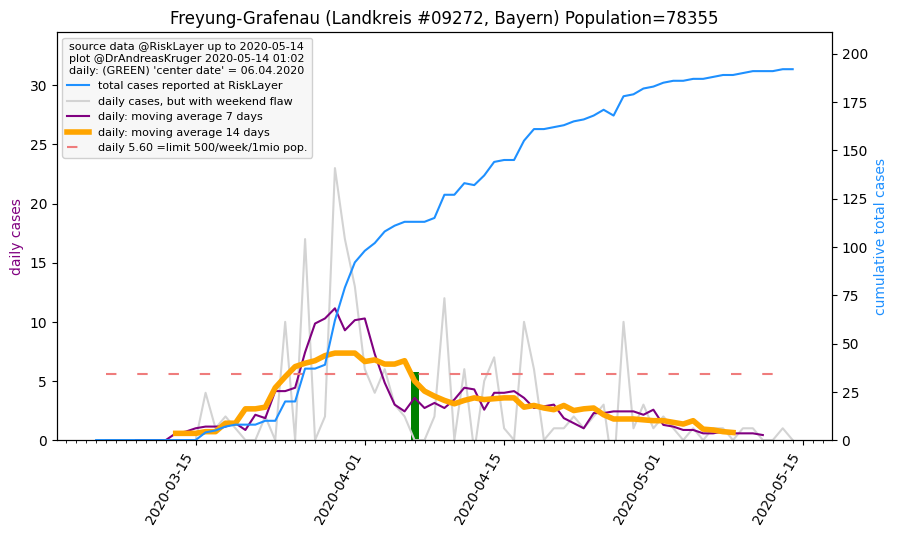 Freyung-Grafenau (Landkreis #09272, Bayern) Population=78355
source data @RiskLayer up to 2020-05-14
plot @DrAndreasKruger 2020-05-14 01:02
daily: (GREEN) 'center date' = 06.04.2020
total cases reported at RiskLayer
daily cases, but with weekend flaw
daily: moving average 7 days
daily: moving average 14 days
daily 5.60 =limit 500/week/1mio pop.
daily cases
0
5
10
15
20
25
30
cumulative total cases
0
25
50
75
100
125
150
175
200
2020-03-15
2020-04-01
2020-04-15
2020-05-01
2020-05-15